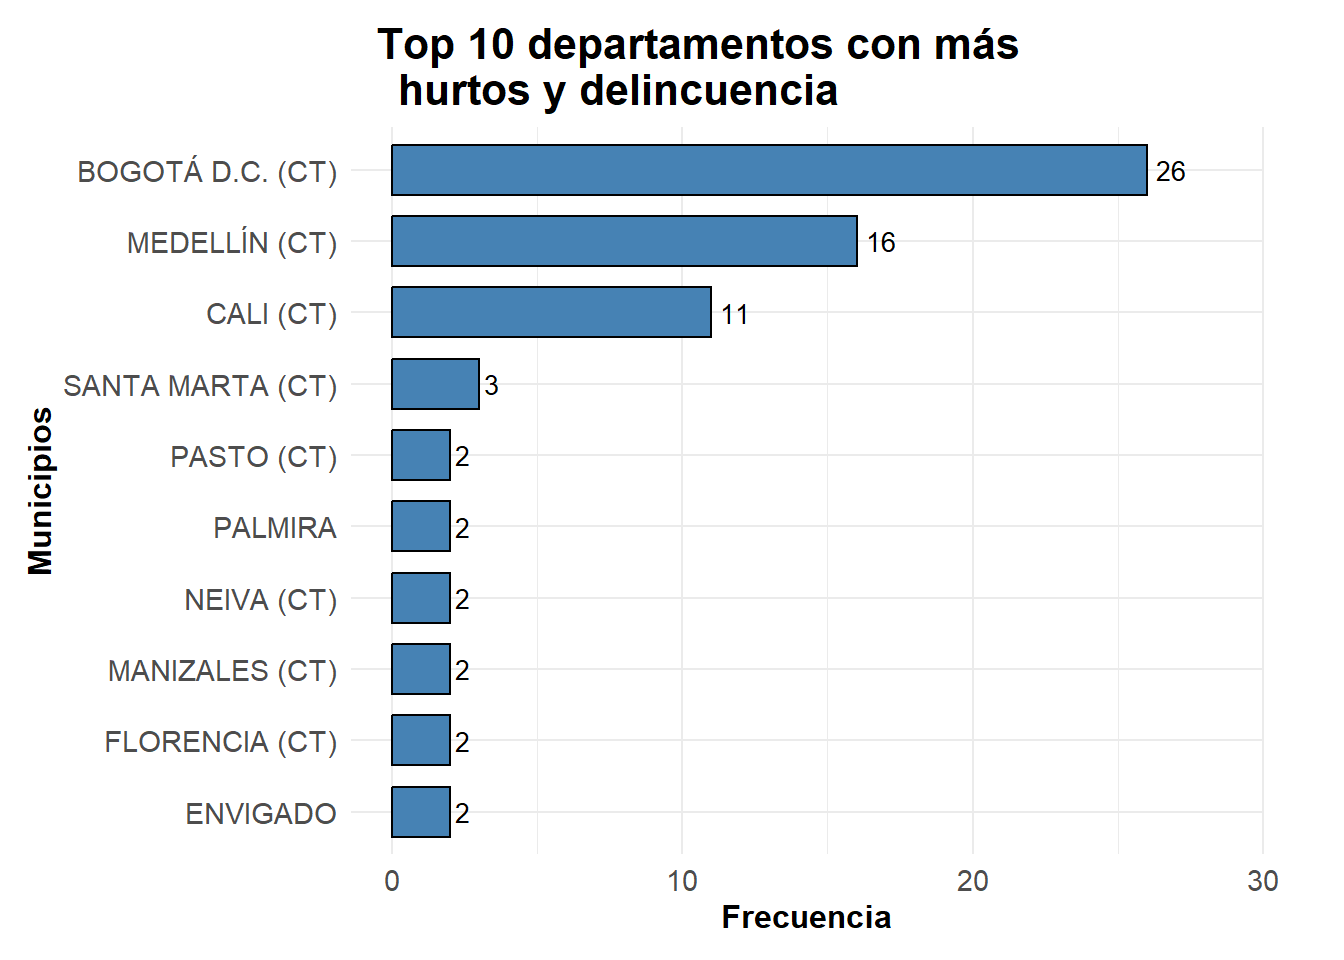 Top 10 departamentos con más
hurtos y delincuencia
Municipios
BOGOTÁ D.C. (CT)
26
MEDELLÍN (CT)
16
CALI (CT)
11
SANTA MARTA (CT)
3
PASTO (CT)
2
PALMIRA
2
NEIVA (CT)
2
MANIZALES (CT)
2
FLORENCIA (CT)
2
ENVIGADO
2
0
10
20
30
Frecuencia